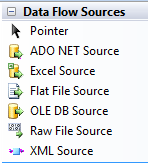 Data Flow Sources
Pointer
ADO NET Source
Excel Source
Flat File Source
OLE DB Source
Raw File Source
XML Source